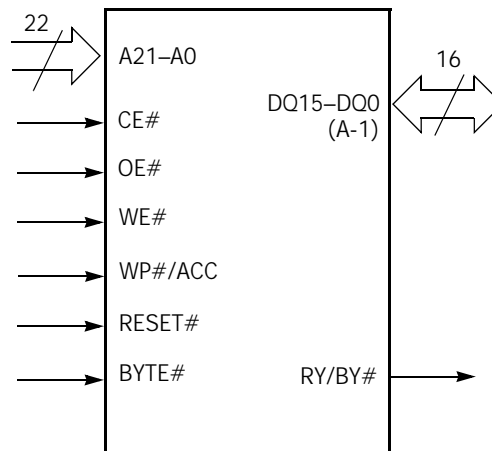 22
A21–A0
16
DQ15–DQ0
(A-1)
CE#
OE#
WE#
WP#/ACC
RESET#
BYTE#
RY/BY#